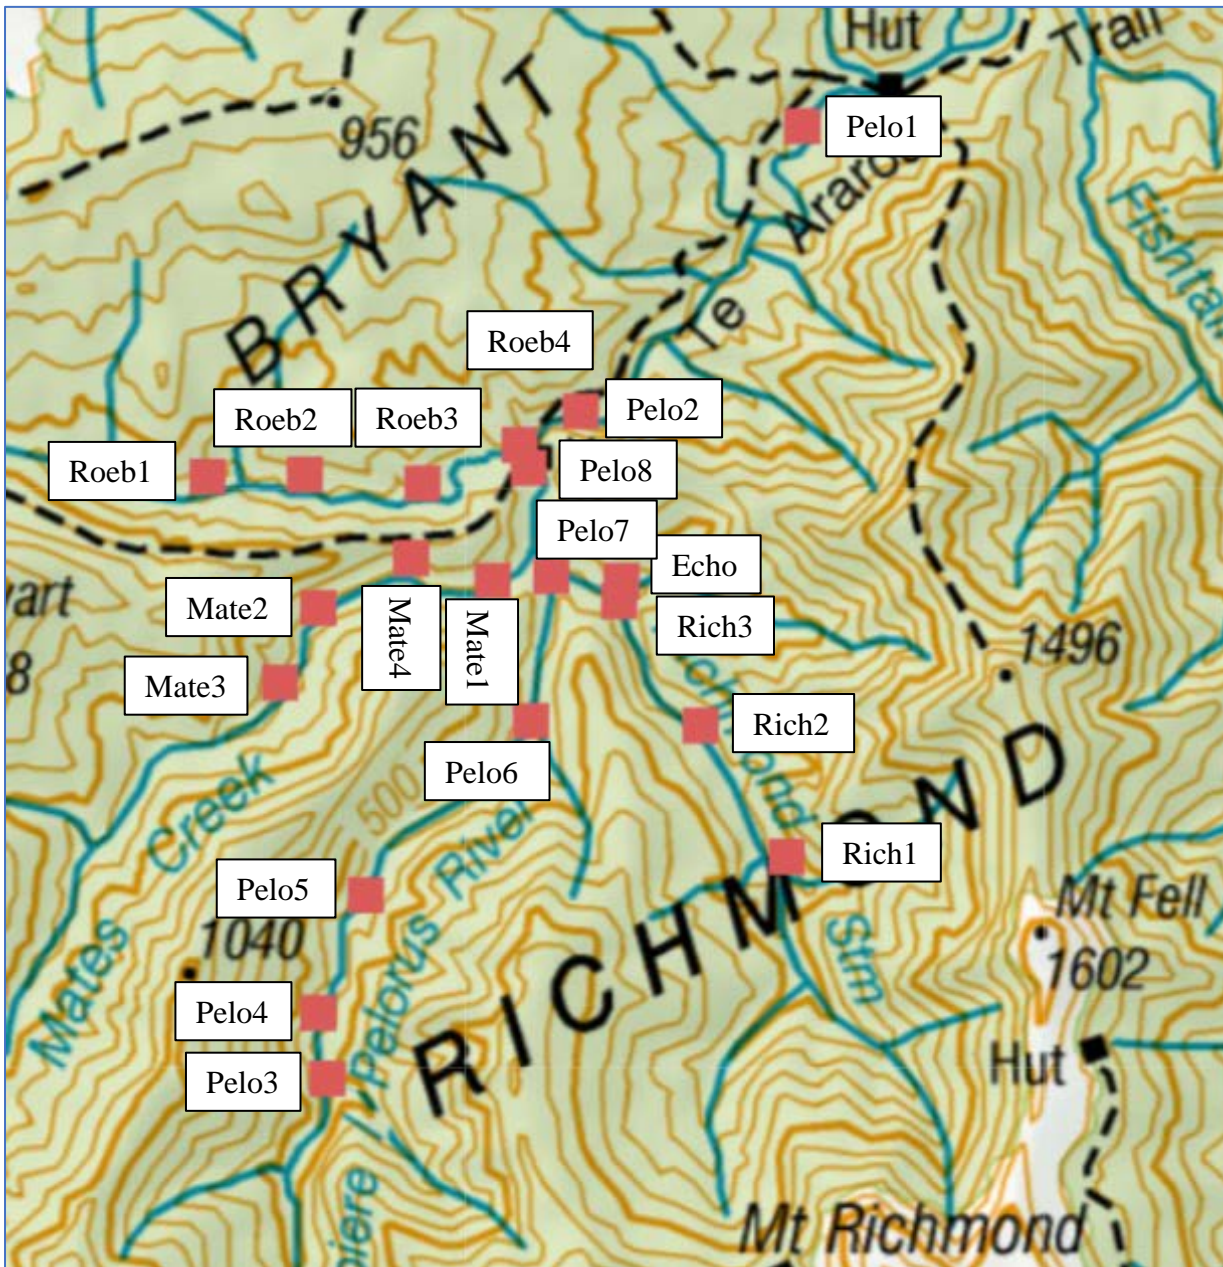 Hut
Trail
956
Pelo1
BRYANT
Araroa
Te
Roeb4
Roeb2
Roeb3
Pelo2
Roeb1
Pelo8
Pelo7
Echo
Mate2
Mate4
Mate1
Rich3
1496
Mate3
Rich2
Pelo6
500
Creek
River
Rich1
Pelo5
1040
Mt Fell
1602
Stm
Mates
Pelorus
Pelo4
RICHMOND
Hut
Pelo3
Mt Richmond